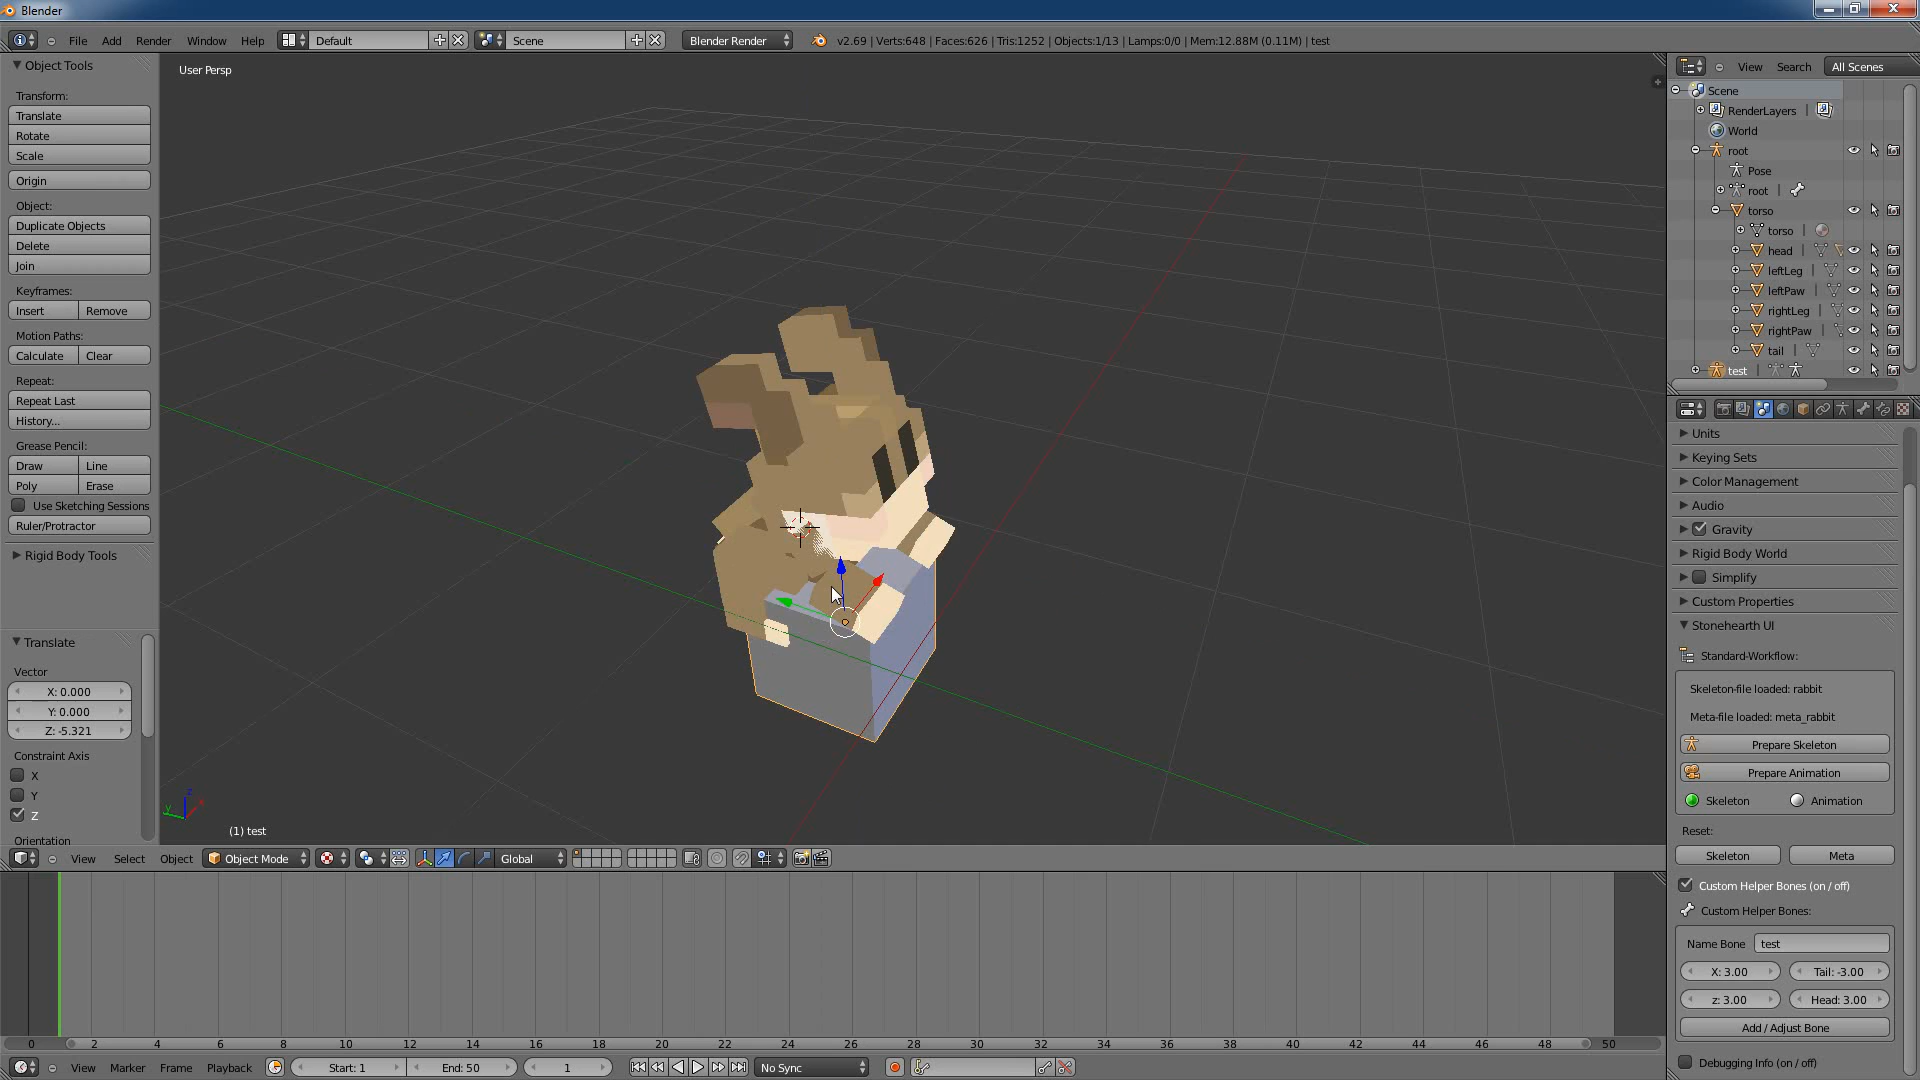 Blender
File Add Render Window Help Default Scene Blender Render v2.69 | Verts:648 | Faces:626 | Tris:1252 | Objects:1/13 | Lamps:0/0 | Mem:12.88M (0.11M) | test
Object Tools
Transform:
Translate
Rotate
Scale
Origin
Object:
Duplicate Objects
Delete
Join
Keyframes:
Insert Remove
Motion Paths:
Calculate Clear
Repeat:
Repeat Last
History...
Grease Pencil:
Draw Line
Poly Erase
Use Sketching Sessions
Ruler/Protractor
Rigid Body Tools
Translate
Vector
X: 0.000
Y: 0.000
Z: -5.321
Constraint Axis
X
Y
Z
Orientation
User Persp
z
y
x
(1) test
View Select Object Object Mode Global
0 2 4 6 8 10 12 14 16 18 20 22 24 26 28 30 32 34 36 38 40 42 44 46 48 50
View Marker Frame Playback Start: 1 End: 50 1 No Sync
View Search All Scenes
Scene
RenderLayers |
World
root
Pose
root |
torso
torso |
head |
leftLeg |
leftPaw |
rightLeg |
rightPaw |
tail |
test |
Units
Keying Sets
Color Management
Audio
Gravity
Rigid Body World
Simplify
Custom Properties
Stonehearth UI
Standard-Workflow:
Skeleton-file loaded: rabbit
Meta-file loaded: meta_rabbit
Prepare Skeleton
Prepare Animation
Skeleton Animation
Reset:
Skeleton Meta
Custom Helper Bones (on / off)
Custom Helper Bones:
Name Bone test
X: 3.00 Tail: -3.00
z: 3.00 Head: 3.00
Add / Adjust Bone
Debugging Info (on / off)